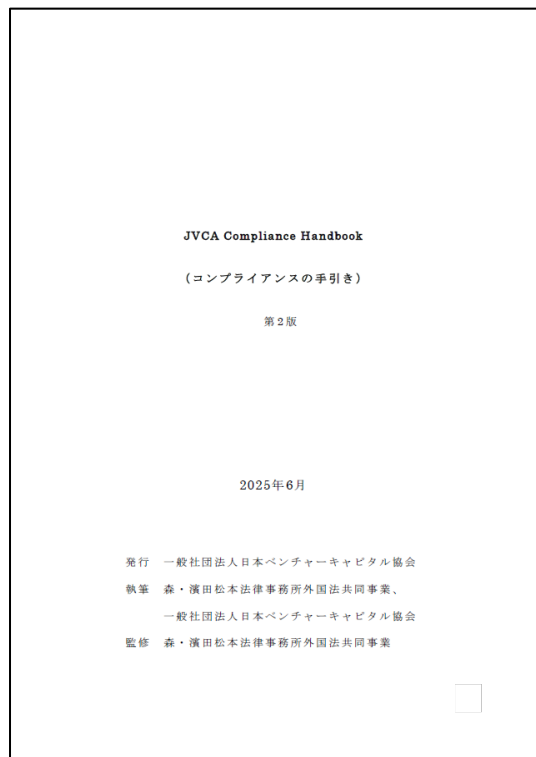 JVCA Compliance Handbook
（コンプライアンスの手引き）
第2版
2025年6月
発行　一般社団法人日本ベンチャーキャピタル協会
執筆　森・濱田松本法律事務所外国法共同事業、
一般社団法人日本ベンチャーキャピタル協会
監修　森・濱田松本法律事務所外国法共同事業